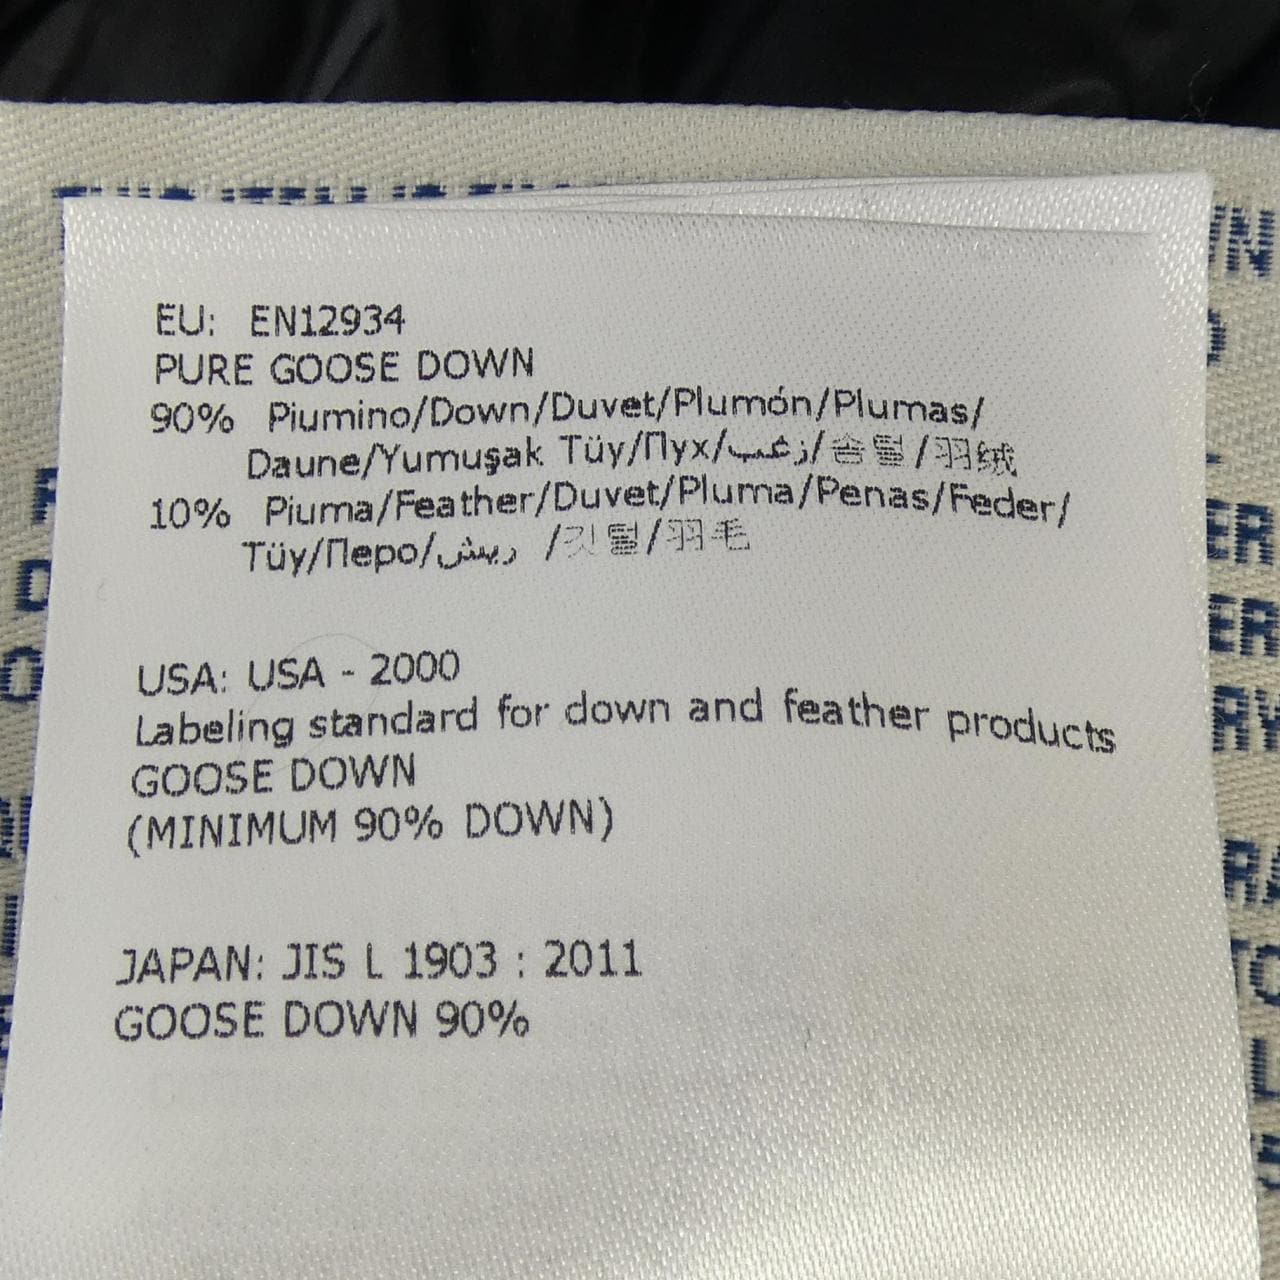 EU: EN12934
PURE GOOSE DOWN
90% Piumino/Down/Duvet/Plumón/Plumas/
Daune/Yumuşak Tüy/Пух/زغب/솜털/羽绒
10% Piuma/Feather/Duvet/Pluma/Penas/Feder/
Tüy/Перо/ريش /깃털/羽毛
USA: USA - 2000
Labeling standard for down and feather products
GOOSE DOWN
(MINIMUM 90% DOWN)
JAPAN: JIS L 1903 : 2011
GOOSE DOWN 90%